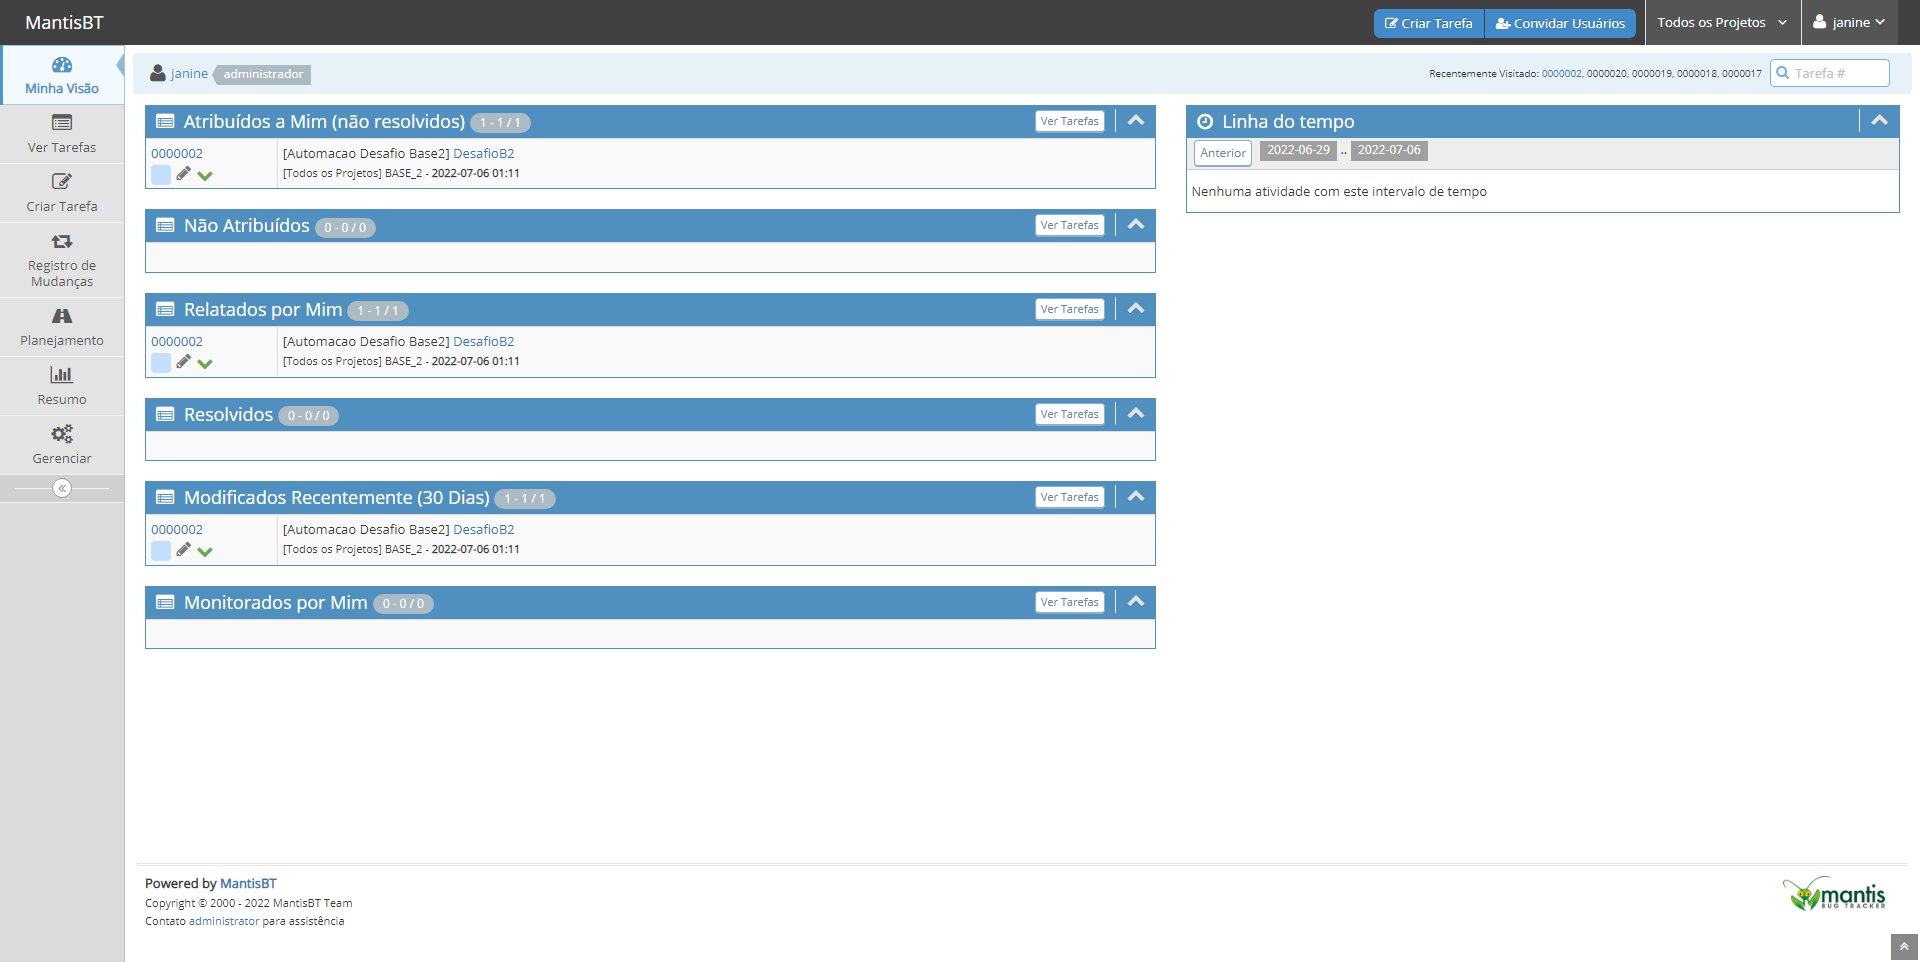 MantisBT
Criar Tarefa
Convidar Usuários
Todos os Projetos
janine
Minha Visão
Ver Tarefas
Criar Tarefa
Registro de
Mudanças
Planejamento
Resumo
Gerenciar
janine administrador
Recentemente Visitado: 0000002, 0000020, 0000019, 0000018, 0000017
Tarefa #
Atribuídos a Mim (não resolvidos) 1 - 1 / 1 Ver Tarefas
0000002 [Automacao Desafio Base2] DesafioB2
[Todos os Projetos] BASE_2 - 2022-07-06 01:11
Não Atribuídos 0 - 0 / 0 Ver Tarefas
Relatados por Mim 1 - 1 / 1 Ver Tarefas
0000002 [Automacao Desafio Base2] DesafioB2
[Todos os Projetos] BASE_2 - 2022-07-06 01:11
Resolvidos 0 - 0 / 0 Ver Tarefas
Modificados Recentemente (30 Dias) 1 - 1 / 1 Ver Tarefas
0000002 [Automacao Desafio Base2] DesafioB2
[Todos os Projetos] BASE_2 - 2022-07-06 01:11
Monitorados por Mim 0 - 0 / 0 Ver Tarefas
Linha do tempo
Anterior 2022-06-29 .. 2022-07-06
Nenhuma atividade com este intervalo de tempo
Powered by MantisBT
Copyright © 2000 - 2022 MantisBT Team
Contato administrator para assistência
mantis
BUG TRACKER